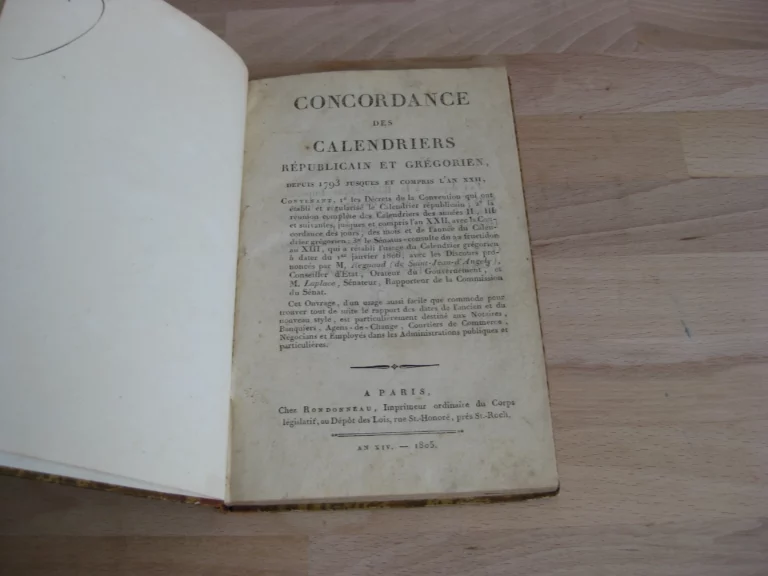 CONCORDANCE
DES
CALENDRIERS
RÉPUBLICAIN ET GRÉGORIEN,
DEPUIS 1793 JUSQUES ET COMPRIS L'AN XXII,
CONTENANT, 1° les Décrets de la Convention qui ont
établi et régularisé le Calendrier républicain; 2° la
réunion complète des Calendriers des années II, III
et suivantes, jusques et compris l'an XXII, avec la Con-
cordance des jours, des mois et de l'année du Calen-
drier grégorien; 3° le Sénatus-consulte du 22 fructidor
an XIII, qui a rétabli l'usage du Calendrier grégorien
à dater du 1er janvier 1806; avec les Discours pro-
noncés par M. Regnaud (de Saint-Jean-d'Angely),
Conseiller d'État, Orateur du Gouvernement, et
M. Laplace, Sénateur, Rapporteur de la Commission
du Sénat.
Cet Ouvrage, d'un usage aussi facile que commode pour
trouver tout de suite le rapport des dates de l'ancien et du
nouveau style, est particulièrement destiné aux Notaires,
Banquiers, Agens-de-Change, Courtiers de Commerce,
Négocians et Employés dans les Administrations publiques et
particulières.
A PARIS,
Chez RONDONNEAU, Imprimeur ordinaire du Corps
législatif, au Dépôt des Lois, rue St.-Honoré, près St.-Roch.
AN XIV. — 1805.